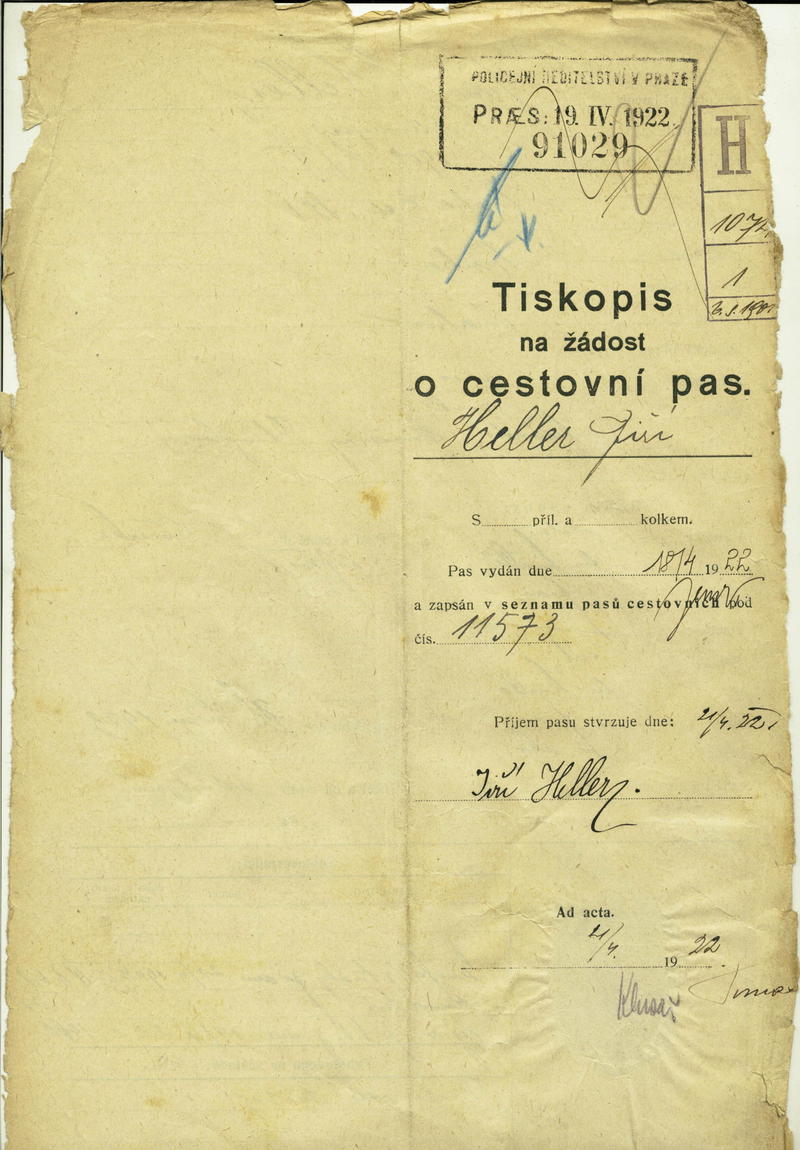 POLICEJNÍ ŘEDITELSTVÍ V PRAZE
PRÆS: 19. IV. 1922.
91029
H
1072
1
Tiskopis
na žádost
o cestovní pas.
Heller Jiří
S příl. a kolkem.
Pas vydán dne 18/4 1922
a zapsán v seznamu pasů cestovních pod
čís. 11573
Příjem pasu stvrzuje dne: 21/4. 22
Jiří Heller.
Ad acta.
21/4. 1922